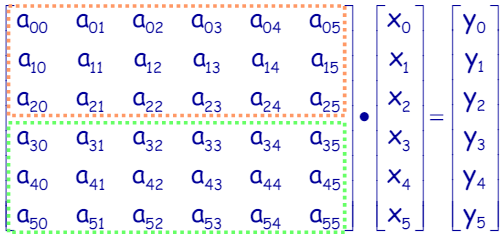 a₀₀ a₀₁ a₀₂ a₀₃ a₀₄ a₀₅ x₀ y₀
a₁₀ a₁₁ a₁₂ a₁₃ a₁₄ a₁₅ x₁ y₁
a₂₀ a₂₁ a₂₂ a₂₃ a₂₄ a₂₅ x₂ y₂
• =
a₃₀ a₃₁ a₃₂ a₃₃ a₃₄ a₃₅ x₃ y₃
a₄₀ a₄₁ a₄₂ a₄₃ a₄₄ a₄₅ x₄ y₄
a₅₀ a₅₁ a₅₂ a₅₃ a₅₄ a₅₅ x₅ y₅